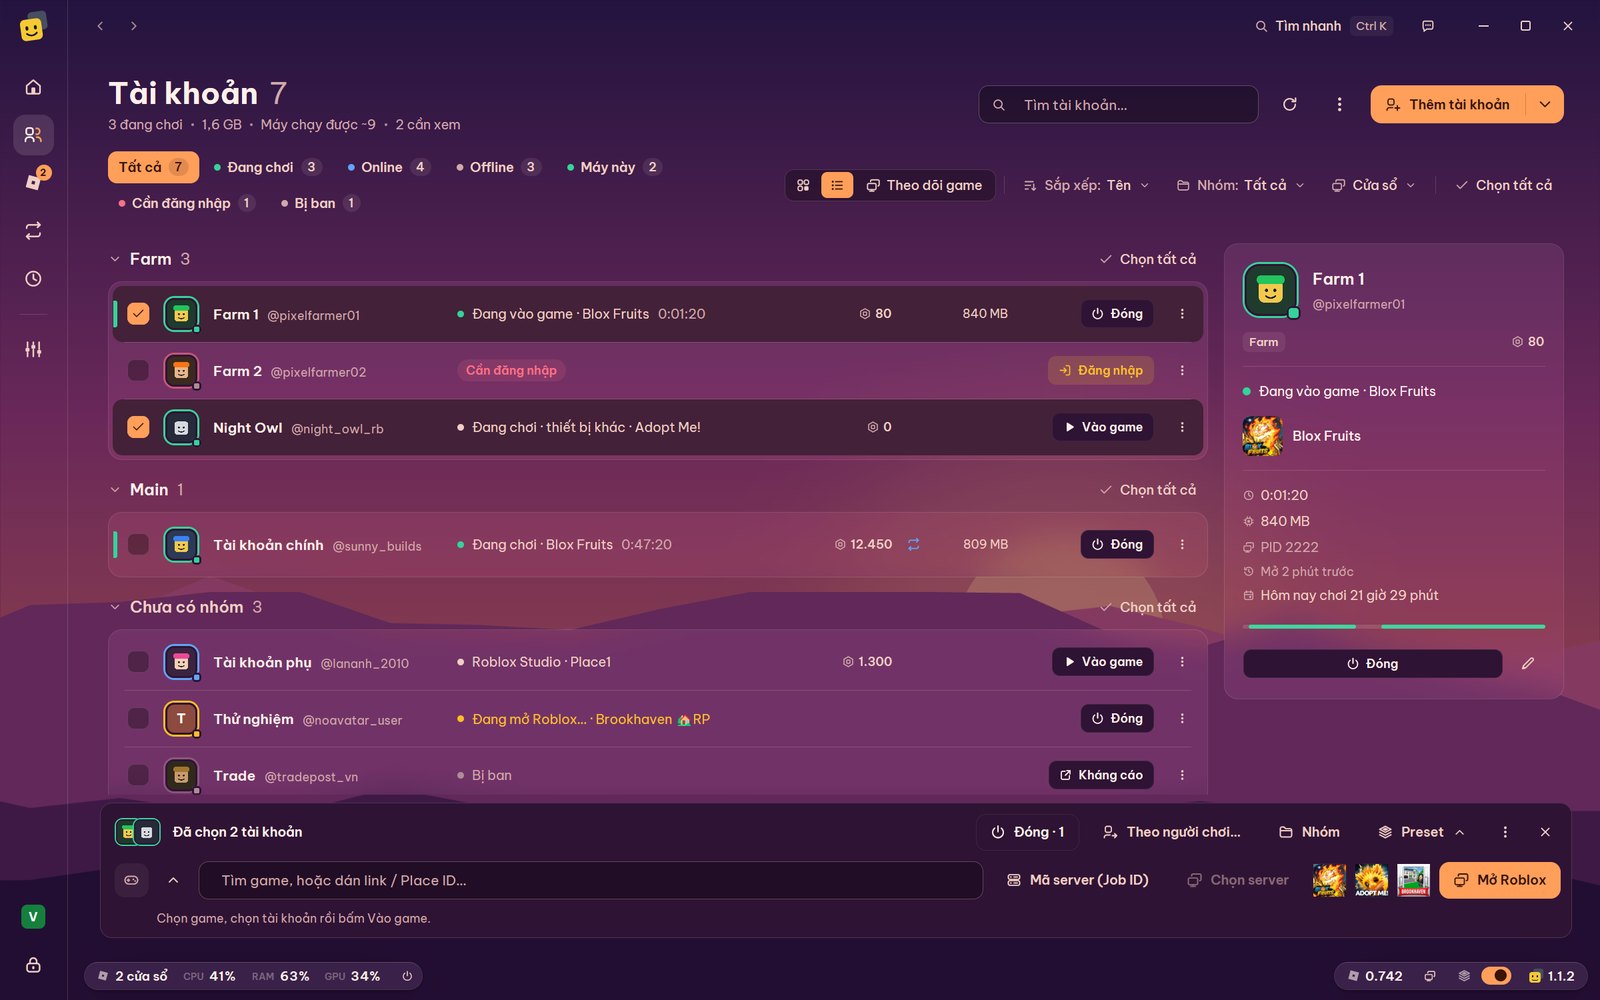 Tìm nhanh Ctrl K
Tài khoản 7
3 đang chơi · 1,6 GB · Máy chạy được ~9 · 2 cần xem
Tìm tài khoản...
Thêm tài khoản
2
Tất cả 7 Đang chơi 3 Online 4 Offline 3 Máy này 2
Cần đăng nhập 1 Bị ban 1
Theo dõi game Sắp xếp: Tên Nhóm: Tất cả Cửa sổ Chọn tất cả
Farm 3 Chọn tất cả
Farm 1 @pixelfarmer01 Đang vào game · Blox Fruits 0:01:20 80 840 MB Đóng
Farm 2 @pixelfarmer02 Cần đăng nhập Đăng nhập
Night Owl @night_owl_rb Đang chơi · thiết bị khác · Adopt Me! 0 Vào game
Main 1 Chọn tất cả
Tài khoản chính @sunny_builds Đang chơi · Blox Fruits 0:47:20 12.450 809 MB Đóng
Chưa có nhóm 3 Chọn tất cả
Tài khoản phụ @lananh_2010 Roblox Studio · Place1 1.300 Vào game
T Thử nghiệm @noavatar_user Đang mở Roblox... · Brookhaven 🏡RP Đóng
Trade @tradepost_vn Bị ban Kháng cáo
Farm 1
@pixelfarmer01
Farm 80
Đang vào game · Blox Fruits
Blox Fruits
0:01:20
840 MB
PID 2222
Mở 2 phút trước
Hôm nay chơi 21 giờ 29 phút
Đóng
Đã chọn 2 tài khoản Đóng · 1 Theo người chơi... Nhóm Preset
Tìm game, hoặc dán link / Place ID... Mã server (Job ID) Chọn server ADOPT ME! BROOKHAVEN Mở Roblox
Chọn game, chọn tài khoản rồi bấm Vào game.
V
2 cửa sổ CPU 41% RAM 63% GPU 34%
0.742 1.1.2